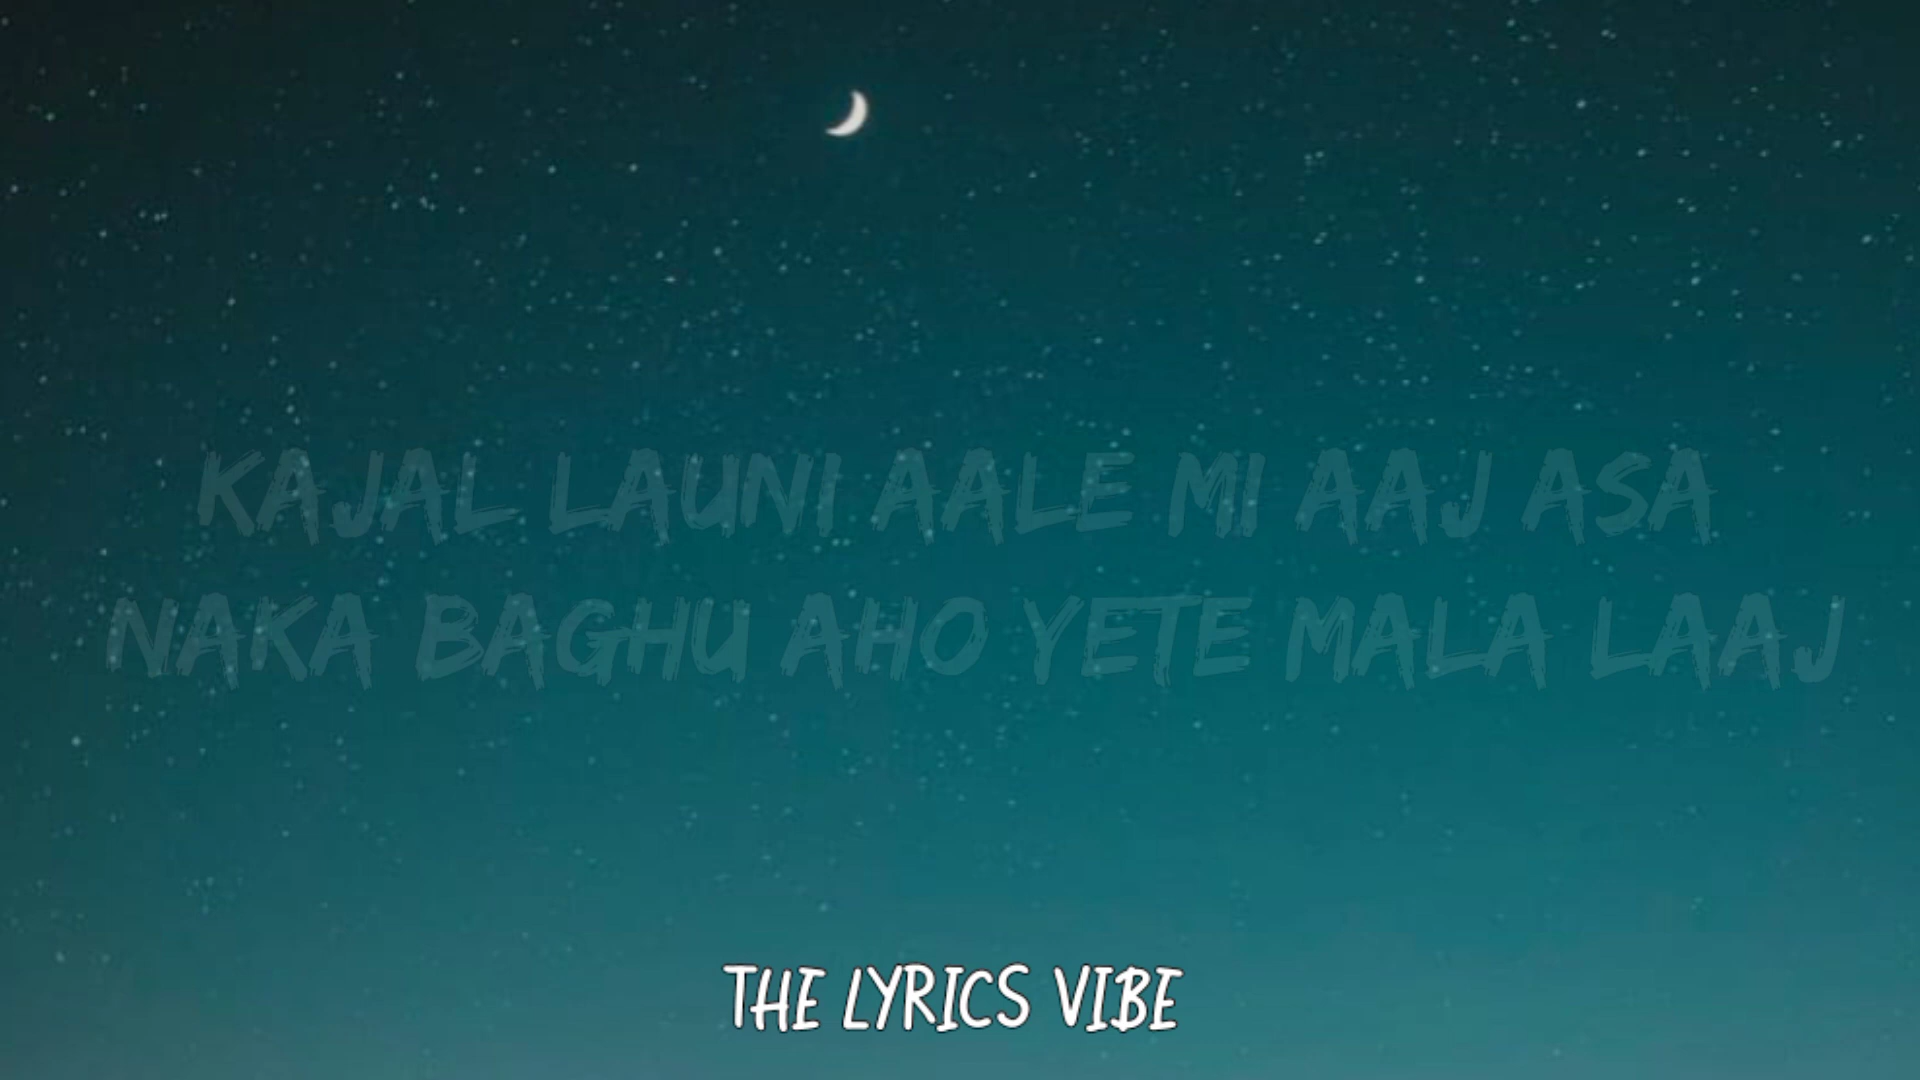 KAJAL LAUNI AALE MI AAJ ASA
NAKA BAGHU AHO YETE MALA LAAJ
THE LYRICS VIBE